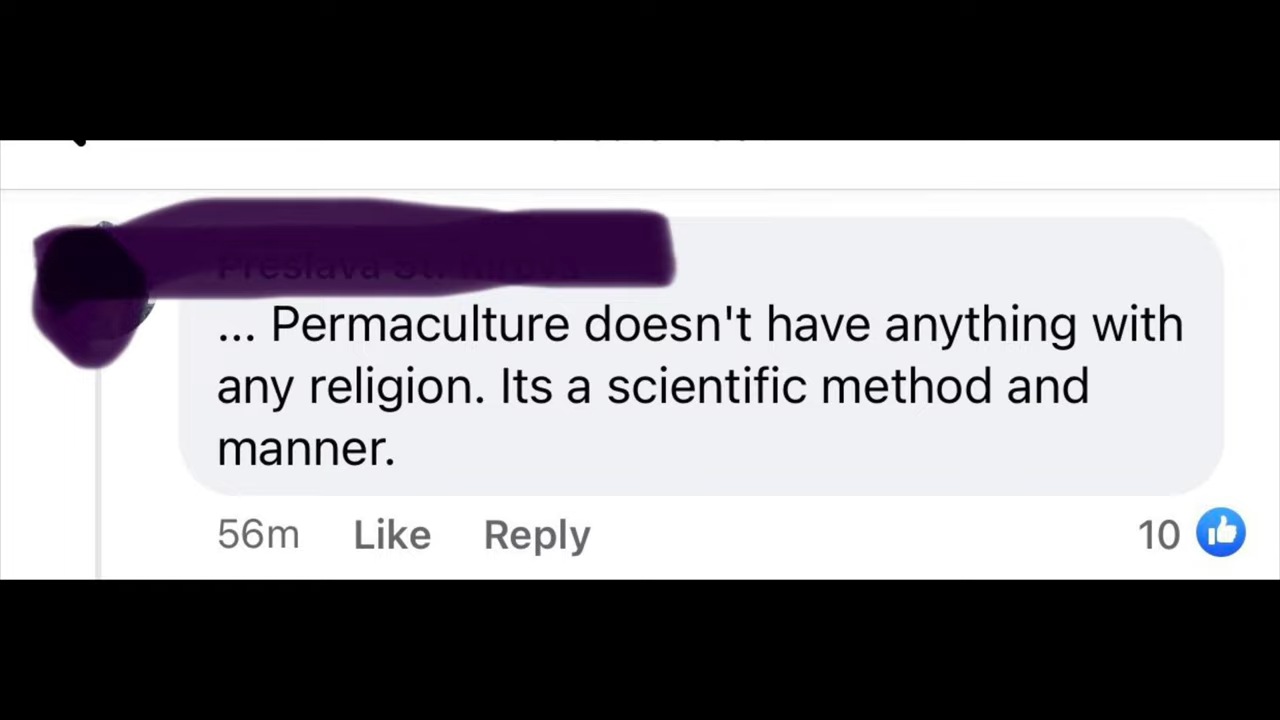 ... Permaculture doesn't have anything with
any religion. Its a scientific method and
manner.
56m Like Reply 10